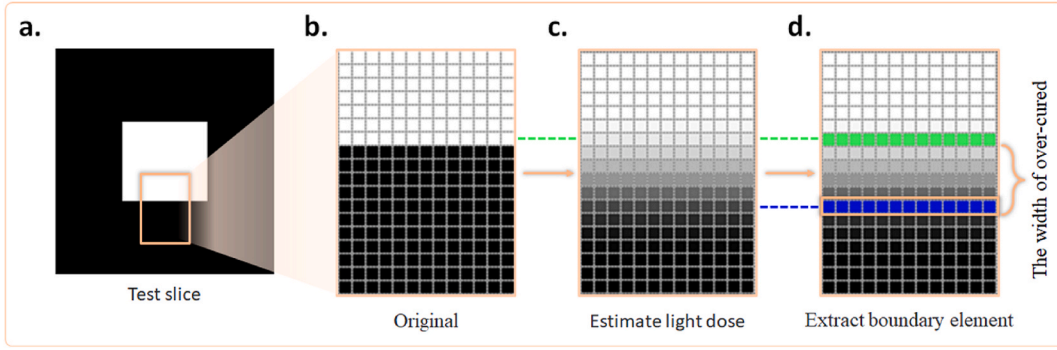 a.
b.
c.
d.
Test slice
Original
Estimate light dose
Extract boundary element
The width of over-cured